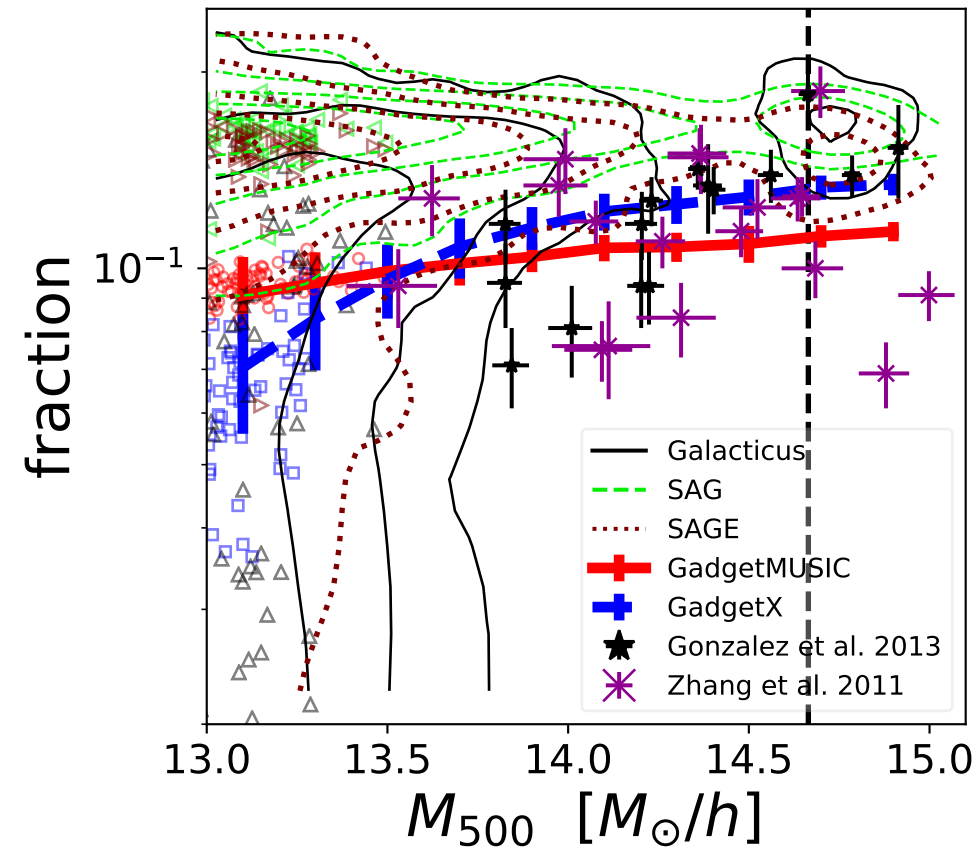 fraction
10⁻¹
Galacticus
SAG
SAGE
GadgetMUSIC
GadgetX
Gonzalez et al. 2013
Zhang et al. 2011
13.0 13.5 14.0 14.5 15.0
M₅₀₀ [M⊙/h]